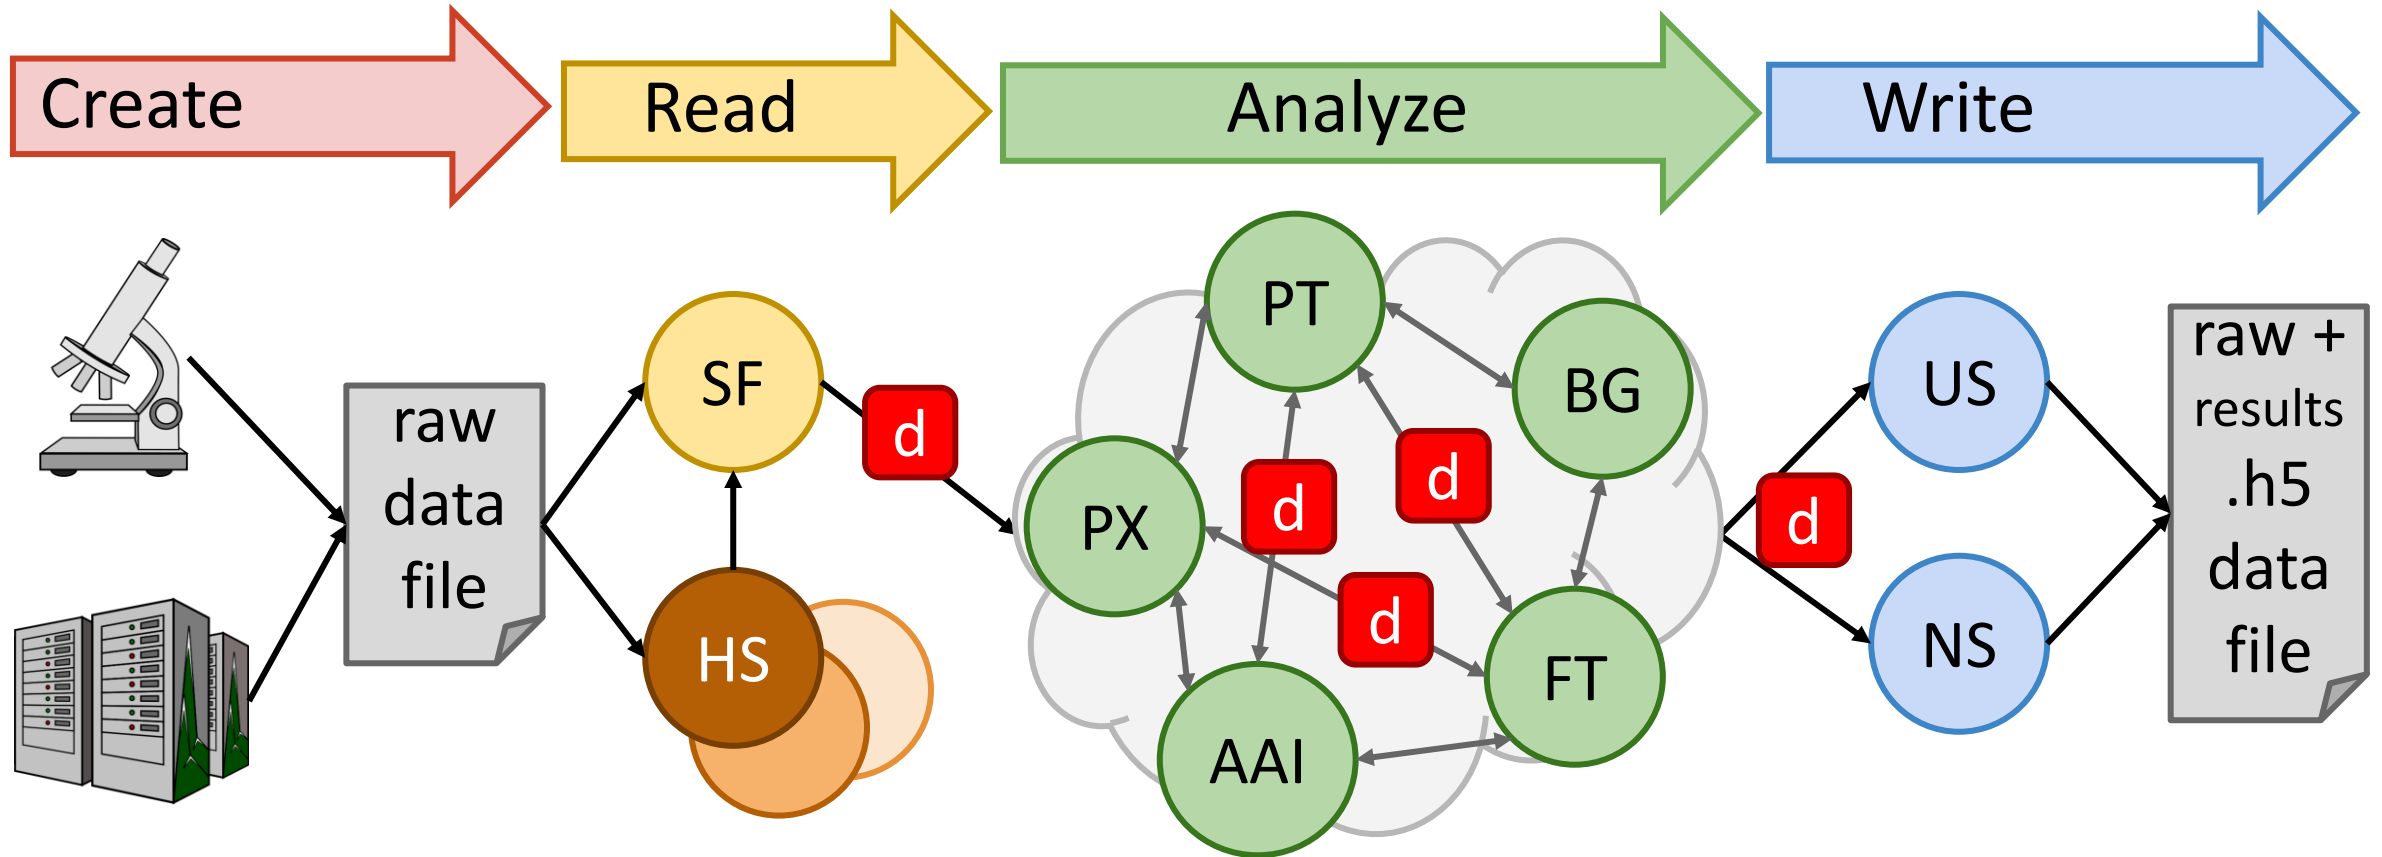 Create
Read
Analyze
Write
raw
data
file
SF
HS
d
PT
BG
PX
d
d
d
AAI
FT
d
US
NS
raw +
results
.h5
data
file